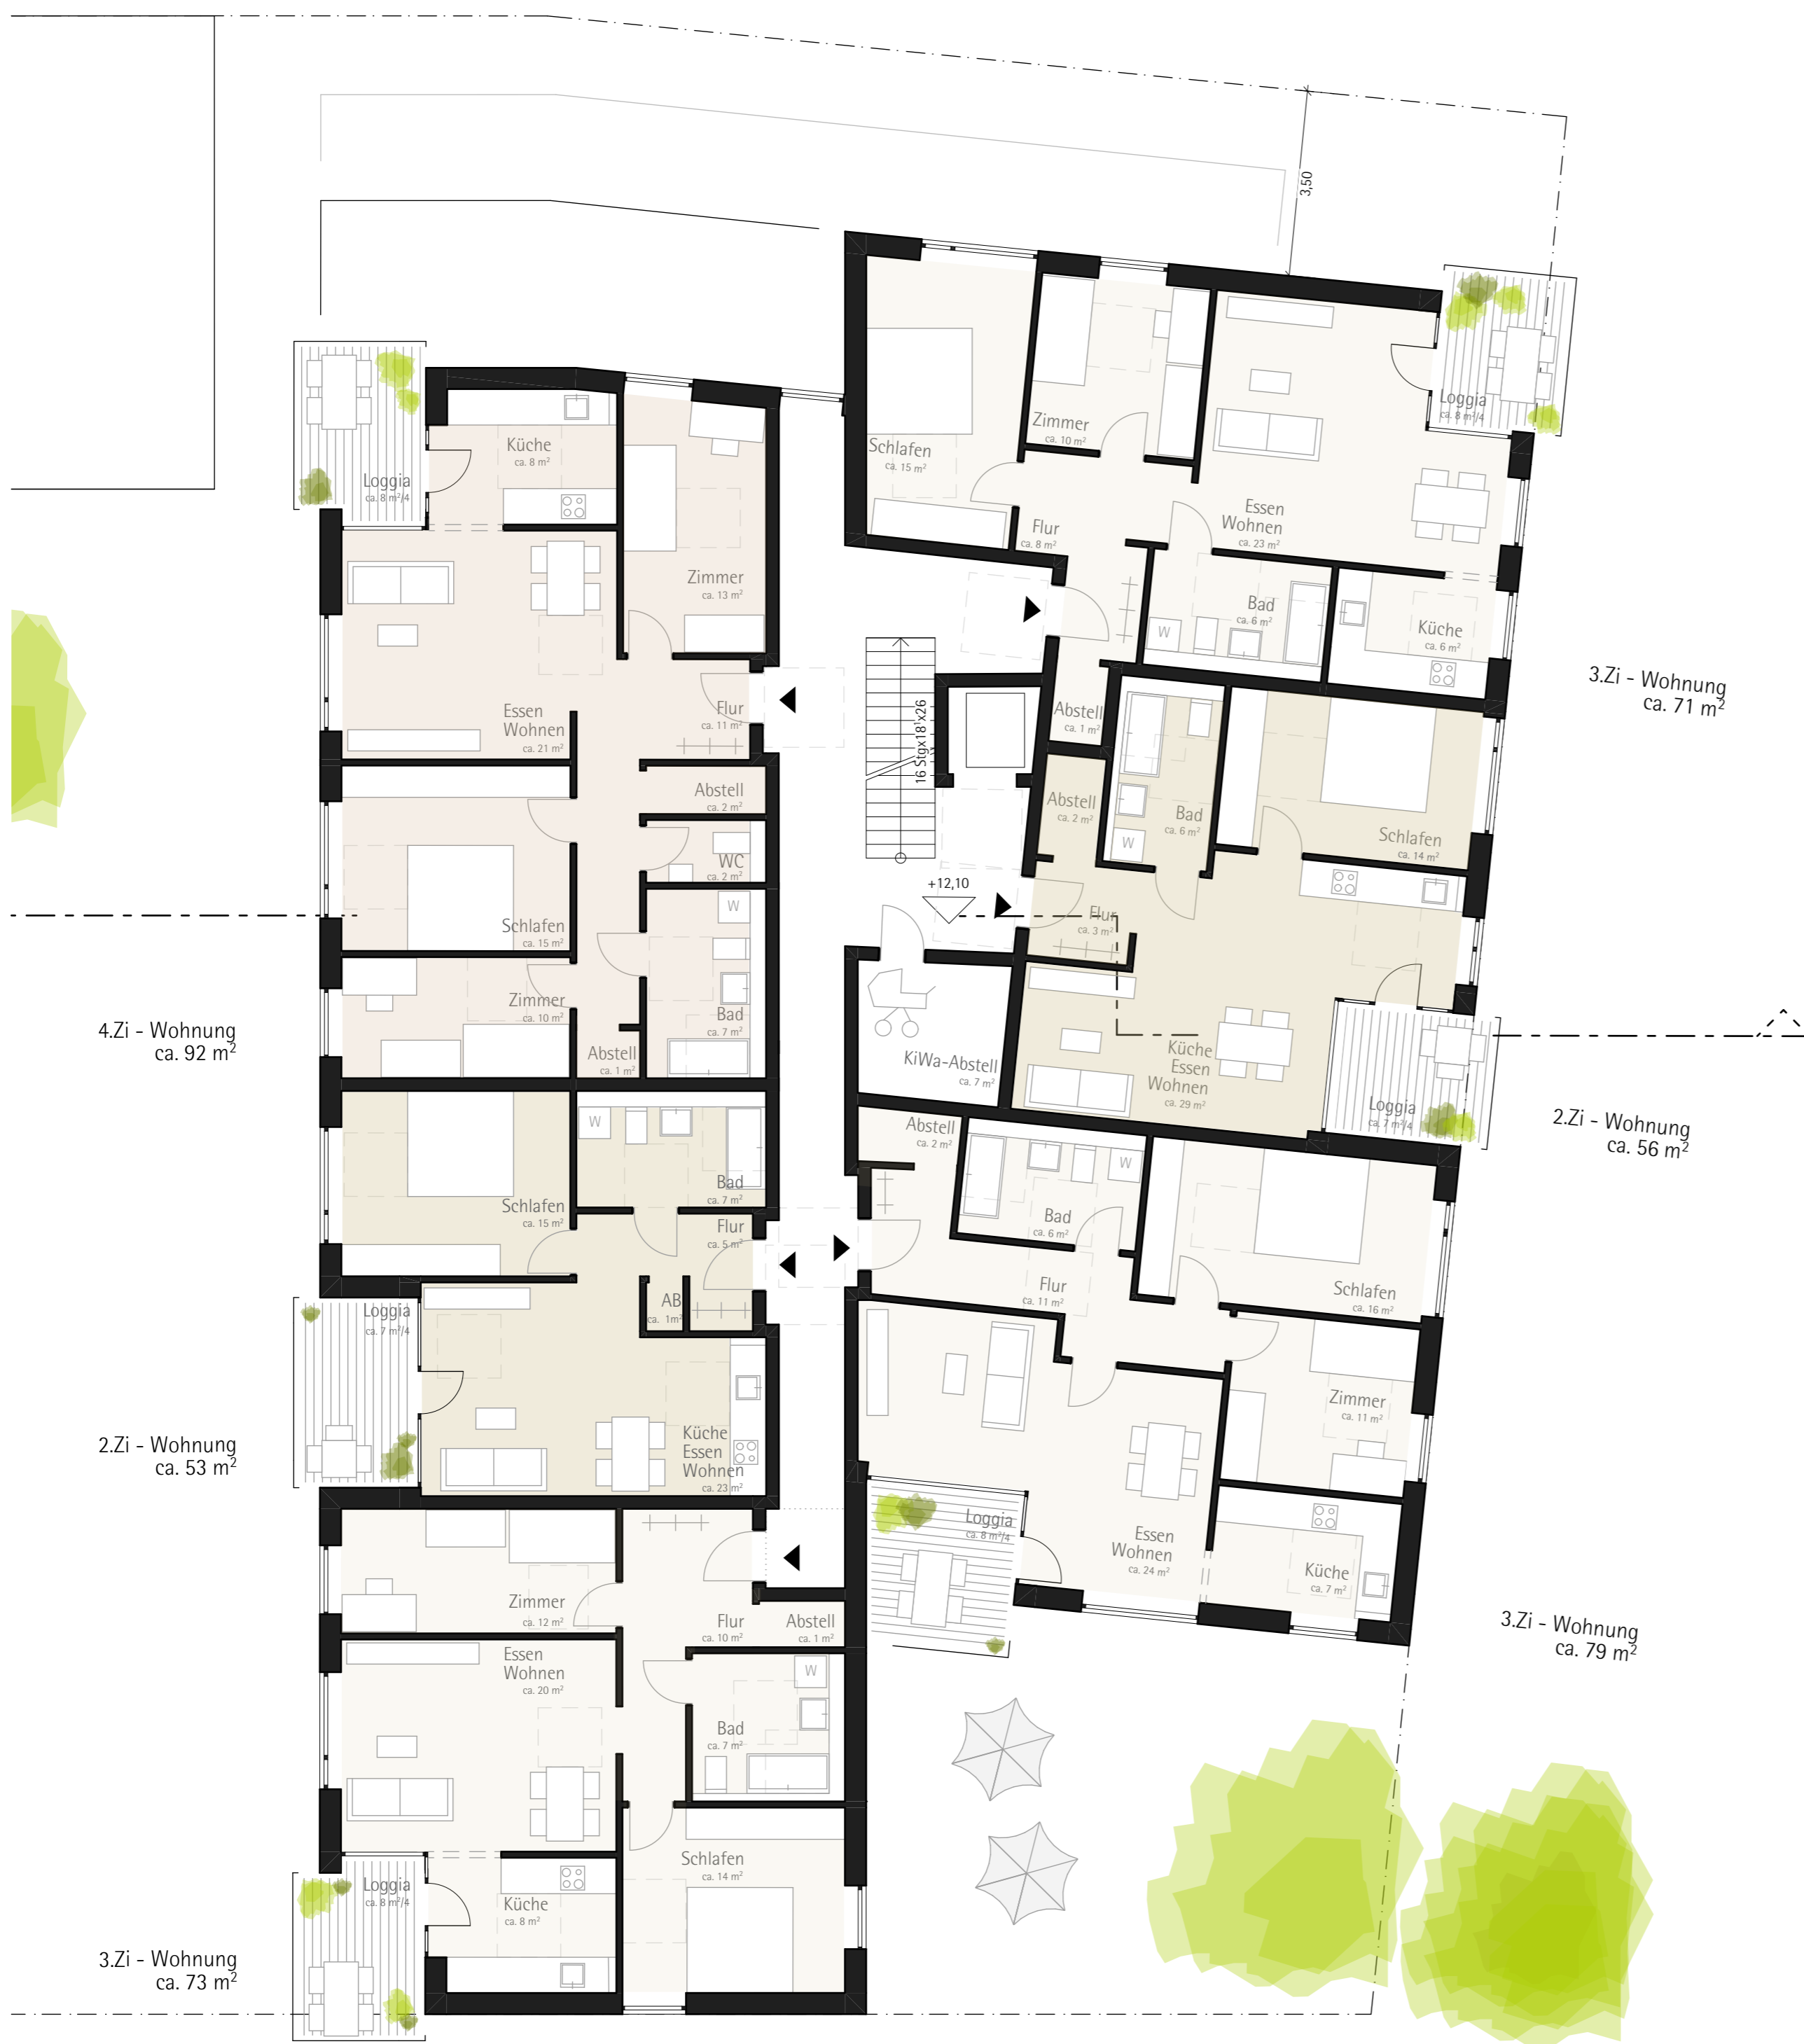 3,50
Küche
ca. 8 m²
Loggia
ca. 8 m²/4
Zimmer
ca. 13 m²
Essen
Wohnen
ca. 21 m²
Flur
ca. 11 m²
Abstell
ca. 2 m²
WC
ca. 2 m²
Schlafen
ca. 15 m²
W
Zimmer
ca. 10 m²
Bad
ca. 7 m²
Abstell
ca. 1 m²
4.Zi - Wohnung
ca. 92 m²
W
Bad
ca. 7 m²
Schlafen
ca. 15 m²
Flur
ca. 5 m²
AB
ca. 1m²
Loggia
ca. 7 m²/4
Küche
Essen
Wohnen
ca. 23 m²
2.Zi - Wohnung
ca. 53 m²
Zimmer
ca. 12 m²
Flur
ca. 10 m²
Abstell
ca. 1 m²
Essen
Wohnen
ca. 20 m²
W
Bad
ca. 7 m²
Schlafen
ca. 14 m²
Loggia
ca. 8 m²/4
Küche
ca. 8 m²
3.Zi - Wohnung
ca. 73 m²
16 Stgx18¹x26
+12,10
KiWa-Abstell
ca. 7 m²
Schlafen
ca. 15 m²
Zimmer
ca. 10 m²
Loggia
ca. 8 m²/4
Essen
Wohnen
ca. 23 m²
Flur
ca. 8 m²
Bad
ca. 6 m²
W
Küche
ca. 6 m²
Abstell
ca. 1 m²
3.Zi - Wohnung
ca. 71 m²
Abstell
ca. 2 m²
Bad
ca. 6 m²
W
Schlafen
ca. 14 m²
Flur
ca. 3 m²
Küche
Essen
Wohnen
ca. 29 m²
Loggia
ca. 7 m²/4
2.Zi - Wohnung
ca. 56 m²
Abstell
ca. 2 m²
W
Bad
ca. 6 m²
Flur
ca. 11 m²
Schlafen
ca. 16 m²
Zimmer
ca. 11 m²
Loggia
ca. 8 m²/4
Essen
Wohnen
ca. 24 m²
Küche
ca. 7 m²
3.Zi - Wohnung
ca. 79 m²